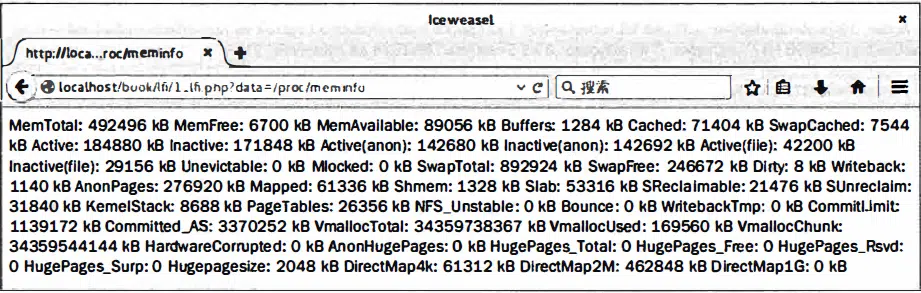 Iceweasel
http://loca...roc/meminfo
localhost/book/lfi/1_lfi.php?data=/proc/meminfo
搜索
MemTotal: 492496 kB MemFree: 6700 kB MemAvailable: 89056 kB Buffers: 1284 kB Cached: 71404 kB SwapCached: 7544
kB Active: 184880 kB Inactive: 171848 kB Active(anon): 142680 kB Inactive(anon): 142692 kB Active(file): 42200 kB
Inactive(file): 29156 kB Unevictable: 0 kB Mlocked: 0 kB SwapTotal: 892924 kB SwapFree: 246672 kB Dirty: 8 kB Writeback:
1140 kB AnonPages: 276920 kB Mapped: 61336 kB Shmem: 1328 kB Slab: 53316 kB SReclaimable: 21476 kB SUnreclaim:
31840 kB KernelStack: 8688 kB PageTables: 26356 kB NFS_Unstable: 0 kB Bounce: 0 kB WritebackTmp: 0 kB CommitLimit:
1139172 kB Committed_AS: 3370252 kB VmallocTotal: 34359738367 kB VmallocUsed: 169560 kB VmallocChunk:
34359544144 kB HardwareCorrupted: 0 kB AnonHugePages: 0 kB HugePages_Total: 0 HugePages_Free: 0 HugePages_Rsvd:
0 HugePages_Surp: 0 Hugepagesize: 2048 kB DirectMap4k: 61312 kB DirectMap2M: 462848 kB DirectMap1G: 0 kB